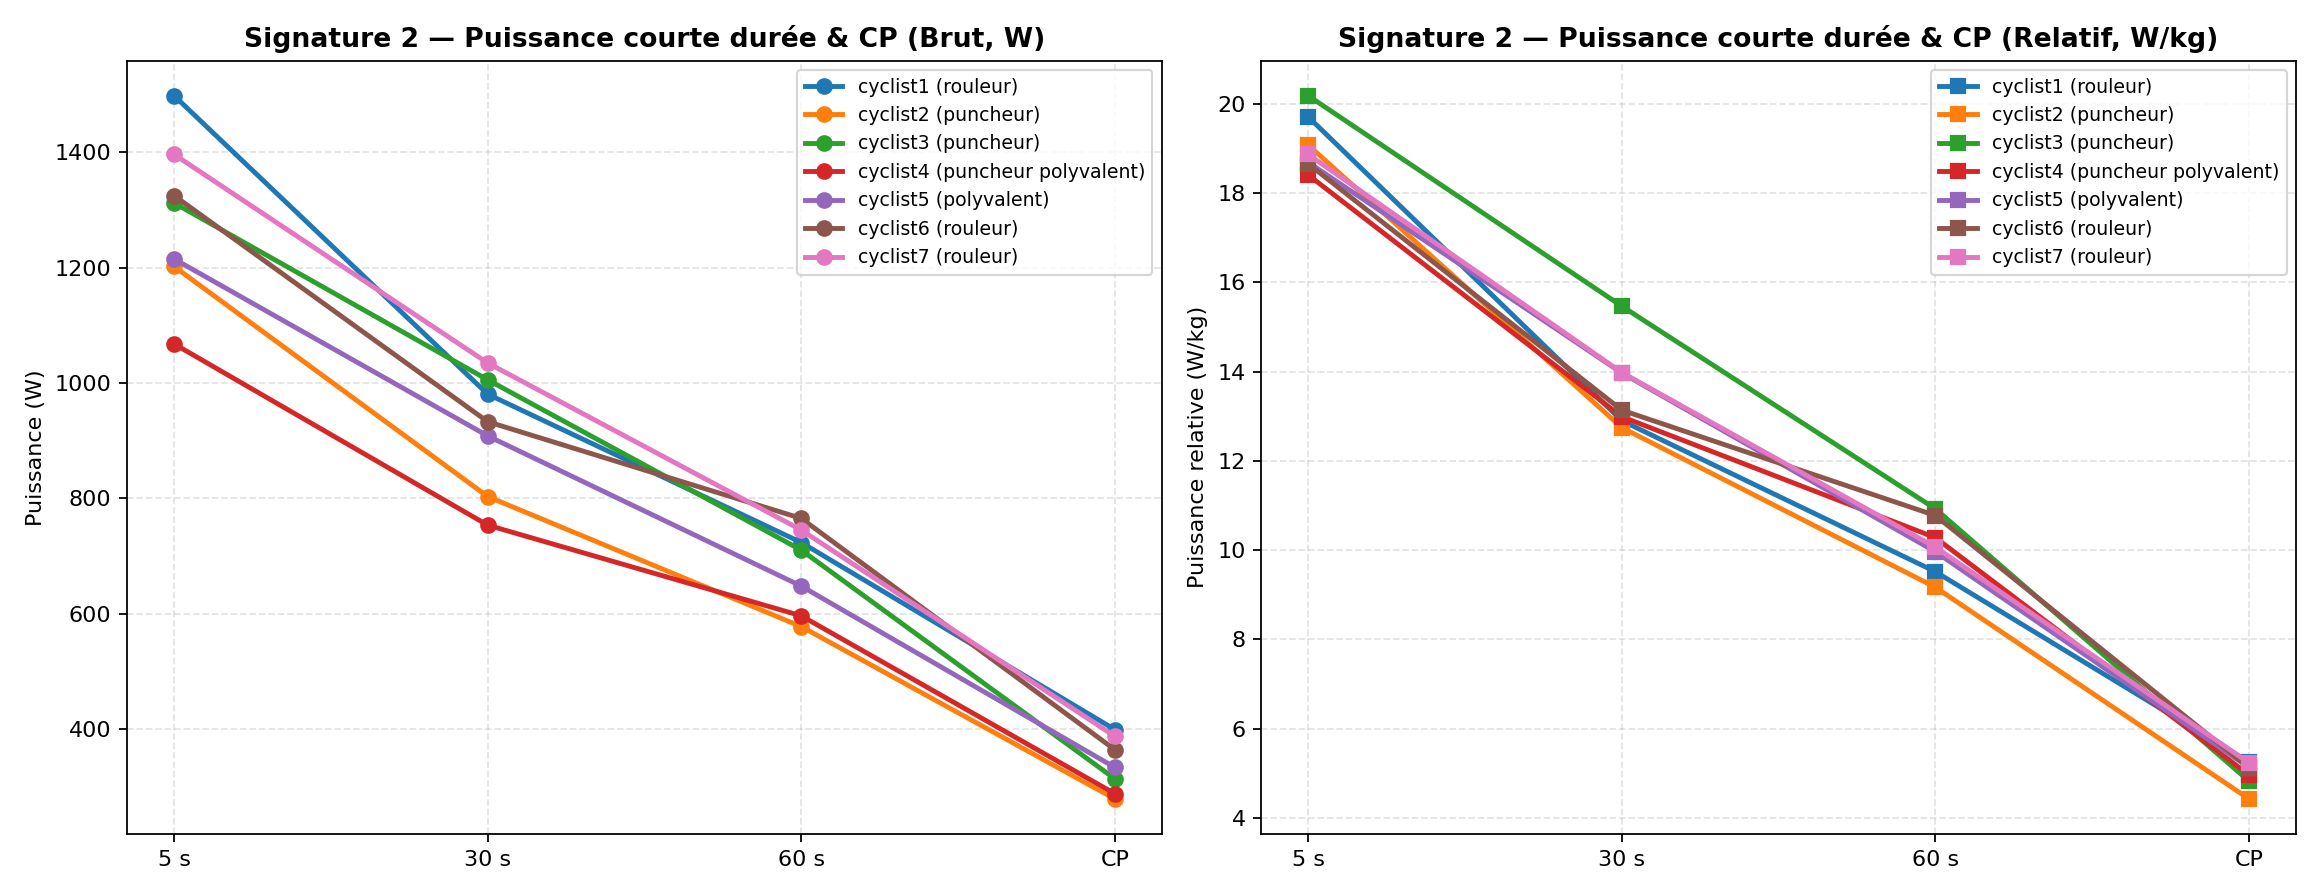 Signature 2 — Puissance courte durée & CP (Brut, W)
Puissance (W)
1400
1200
1000
800
600
400
5 s
30 s
60 s
CP
cyclist1 (rouleur)
cyclist2 (puncheur)
cyclist3 (puncheur)
cyclist4 (puncheur polyvalent)
cyclist5 (polyvalent)
cyclist6 (rouleur)
cyclist7 (rouleur)
Signature 2 — Puissance courte durée & CP (Relatif, W/kg)
Puissance relative (W/kg)
20
18
16
14
12
10
8
6
4
5 s
30 s
60 s
CP
cyclist1 (rouleur)
cyclist2 (puncheur)
cyclist3 (puncheur)
cyclist4 (puncheur polyvalent)
cyclist5 (polyvalent)
cyclist6 (rouleur)
cyclist7 (rouleur)